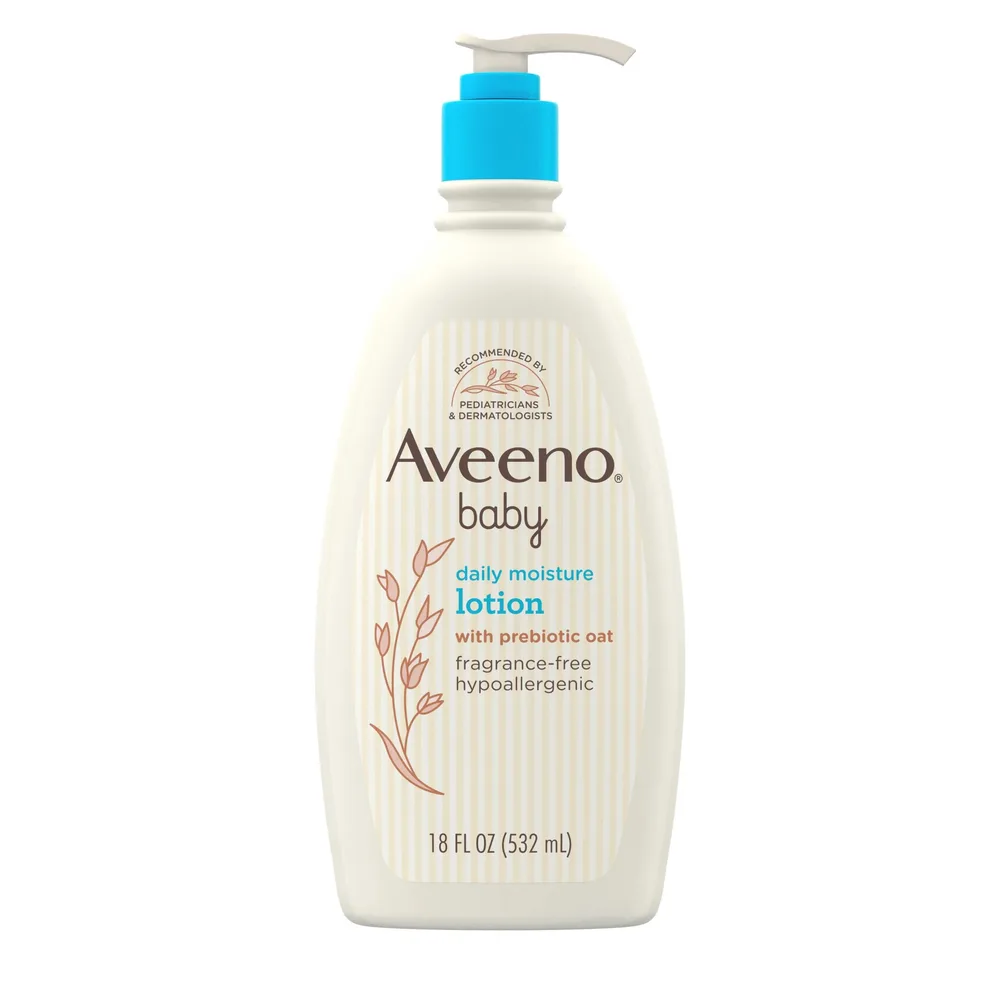 RECOMMENDED BY
PEDIATRICIANS
& DERMATOLOGISTS
Aveeno®
baby
daily moisture
lotion
with prebiotic oat
fragrance-free
hypoallergenic
18 FL OZ (532 mL)